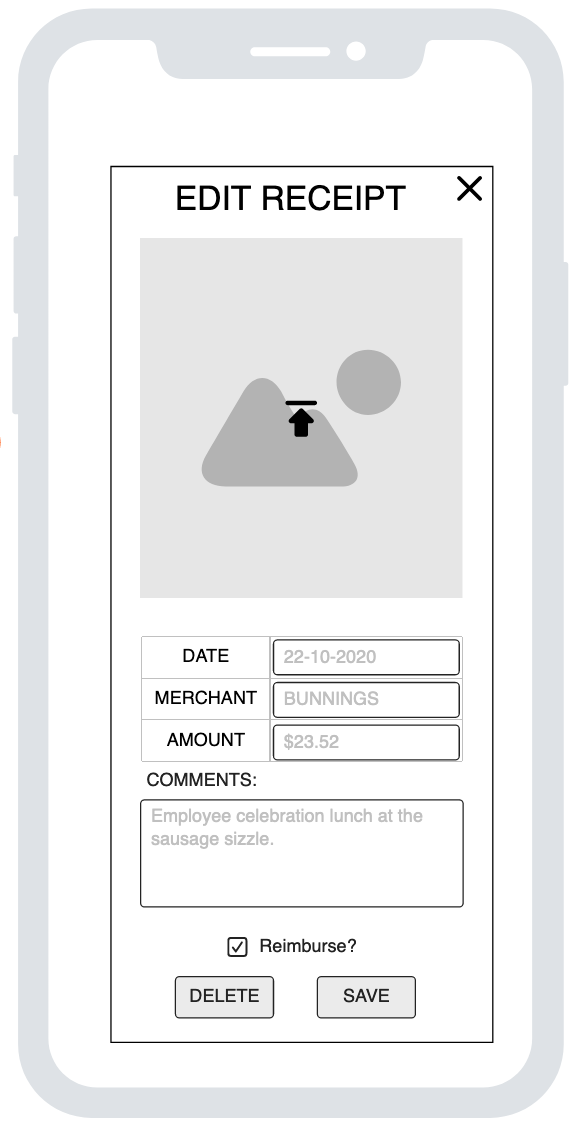 EDIT RECEIPT
DATE 22-10-2020
MERCHANT BUNNINGS
AMOUNT $23.52
COMMENTS:
Employee celebration lunch at the
sausage sizzle.
Reimburse?
DELETE SAVE